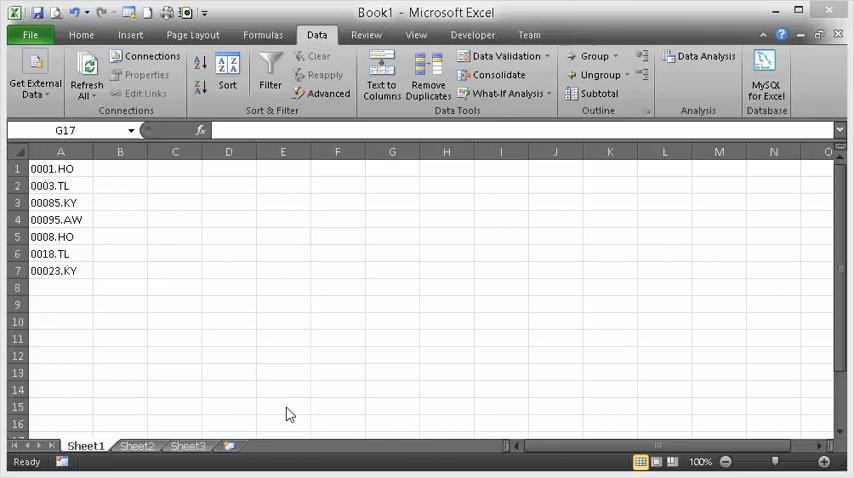 Book1 - Microsoft Excel
File Home Insert Page Layout Formulas Data Review View Developer Team
Get External Data
Refresh All
Connections
Properties
Edit Links
Connections
Sort
Filter
Clear
Reapply
Advanced
Sort & Filter
Text to Columns
Remove Duplicates
Data Validation
Consolidate
What-If Analysis
Data Tools
Group
Ungroup
Subtotal
Outline
Data Analysis
Analysis
MySQL for Excel
Database
G17 fx
A B C D E F G H I J K L M N O
1 0001.HO
2 0003.TL
3 00085.KY
4 00095.AW
5 0008.HO
6 0018.TL
7 00023.KY
8
9
10
11
12
13
14
15
16
17
Sheet1 Sheet2 Sheet3
Ready 100%